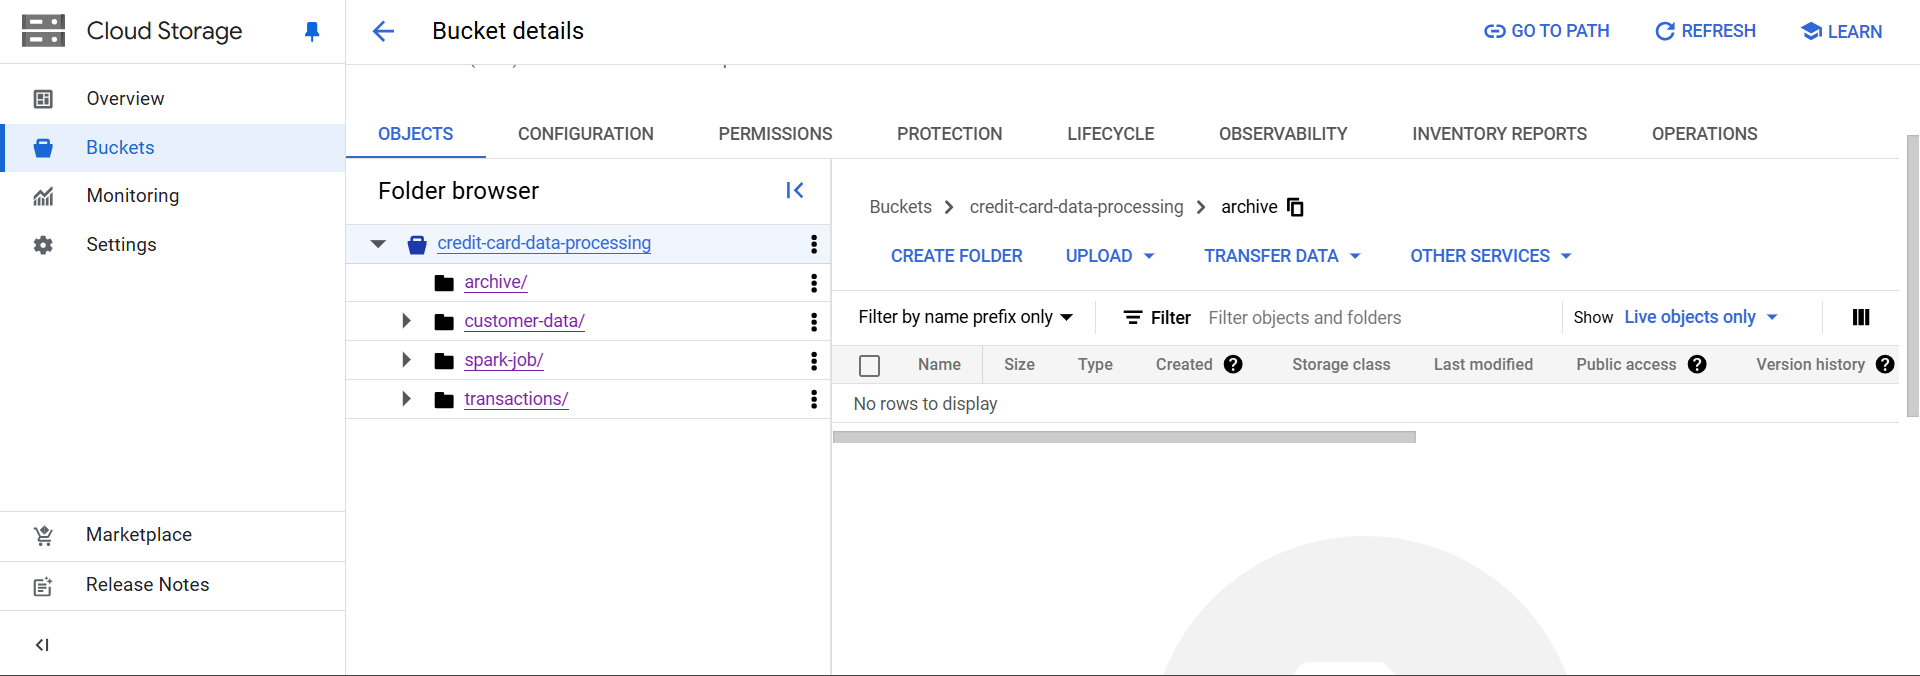 Cloud Storage
Bucket details
GO TO PATH
REFRESH
LEARN
Overview
Buckets
Monitoring
Settings
Marketplace
Release Notes
OBJECTS
CONFIGURATION
PERMISSIONS
PROTECTION
LIFECYCLE
OBSERVABILITY
INVENTORY REPORTS
OPERATIONS
Folder browser
credit-card-data-processing
archive/
customer-data/
spark-job/
transactions/
Buckets > credit-card-data-processing > archive
CREATE FOLDER
UPLOAD
TRANSFER DATA
OTHER SERVICES
Filter by name prefix only
Filter
Filter objects and folders
Show Live objects only
Name
Size
Type
Created
Storage class
Last modified
Public access
Version history
No rows to display